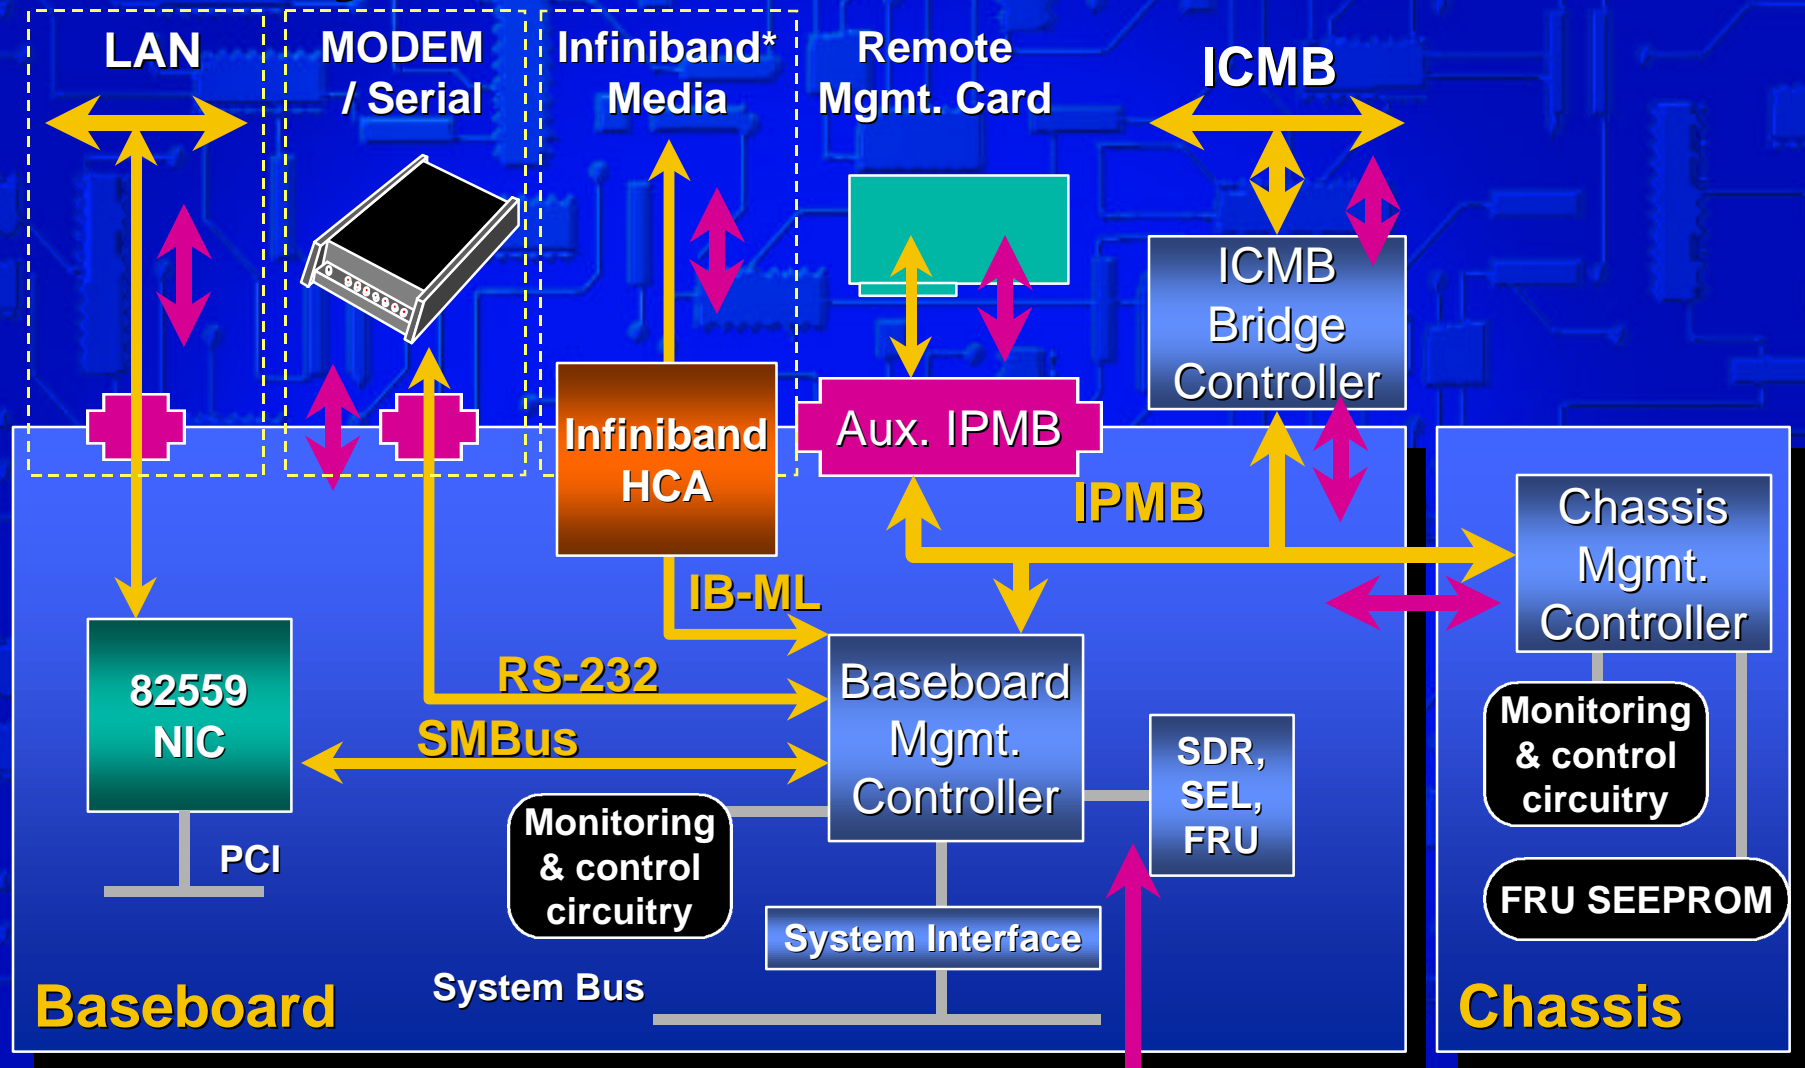 LAN
MODEM
/ Serial
Infiniband*
Media
Remote
Mgmt. Card
ICMB
ICMB
Bridge
Controller
Infiniband
HCA
Aux. IPMB
IPMB
Chassis
Mgmt.
Controller
IB-ML
RS-232
SMBus
82559
NIC
PCI
Baseboard
Mgmt.
Controller
SDR,
SEL,
FRU
Monitoring
& control
circuitry
Monitoring
& control
circuitry
FRU SEEPROM
System Interface
System Bus
Baseboard
Chassis